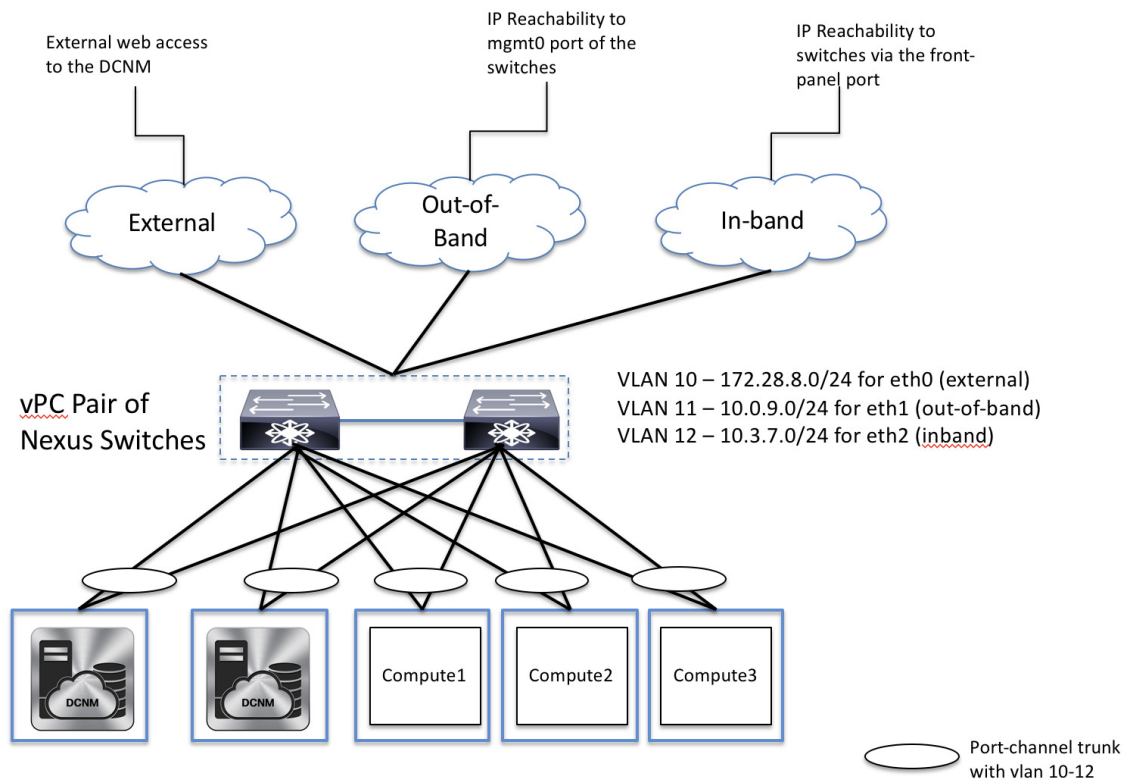 External web access
to the DCNM
IP Reachability to
mgmt0 port of the
switches
IP Reachability to
switches via the front-
panel port
External
Out-of-
Band
In-band
vPC Pair of
Nexus Switches
VLAN 10 – 172.28.8.0/24 for eth0 (external)
VLAN 11 – 10.0.9.0/24 for eth1 (out-of-band)
VLAN 12 – 10.3.7.0/24 for eth2 (inband)
DCNM
DCNM
Compute1
Compute2
Compute3
Port-channel trunk
with vlan 10-12